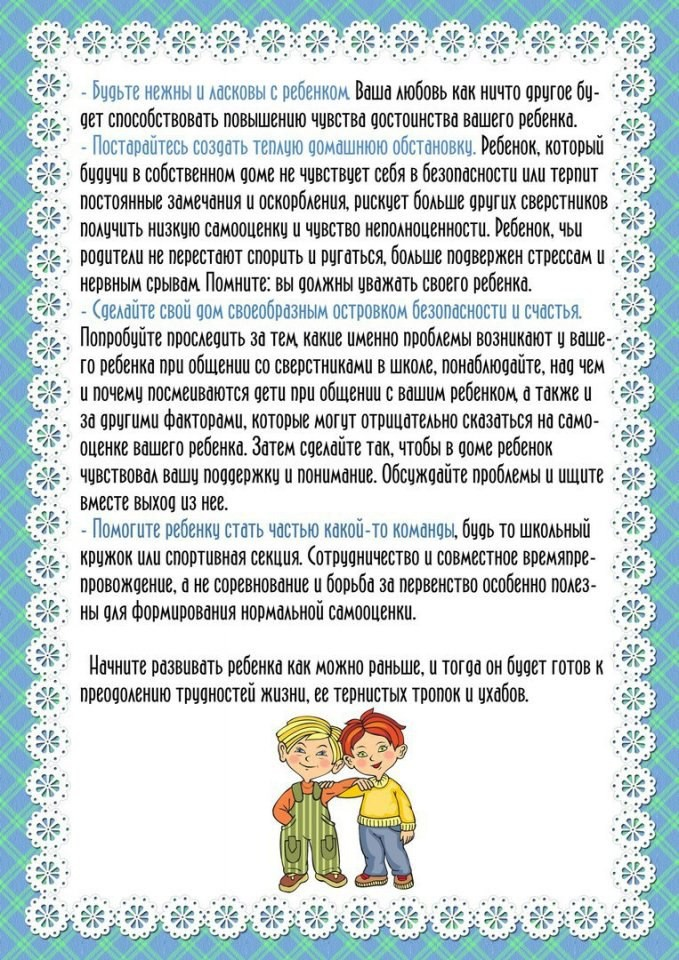 - Будьте нежны и ласковы с ребенком. Ваша любовь как ничто другое бу-
дет способствовать повышению чувства достоинства вашего ребенка.
- Постарайтесь создать теплую домашнюю обстановку. Ребенок, который
будучи в собственном доме не чувствует себя в безопасности или терпит
постоянные замечания и оскорбления, рискует больше других сверстников
получить низкую самооценку и чувство неполноценности. Ребенок, чьи
родители не перестают спорить и ругаться, больше подвержен стрессам и
нервным срывам. Помните: вы должны уважать своего ребенка.
- Сделайте свой дом своеобразным островком безопасности и счастья.
Попробуйте проследить за тем, какие именно проблемы возникают у ваше-
го ребенка при общении со сверстниками в школе, понаблюдайте, над чем
и почему посмеиваются дети при общении с вашим ребенком, а также и
за другими факторами, которые могут отрицательно сказаться на само-
оценке вашего ребенка. Затем сделайте так, чтобы в доме ребенок
чувствовал вашу поддержку и понимание. Обсуждайте проблемы и ищите
вместе выход из нее.
- Помогите ребенку стать частью какой-то команды, будь то школьный
кружок или спортивная секция. Сотрудничество и совместное времяпре-
провождение, а не соревнование и борьба за первенство особенно полез-
ны для формирования нормальной самооценки.
Начните развивать ребенка как можно раньше, и тогда он будет готов к
преодолению трудностей жизни, ее тернистых тропок и ухабов.